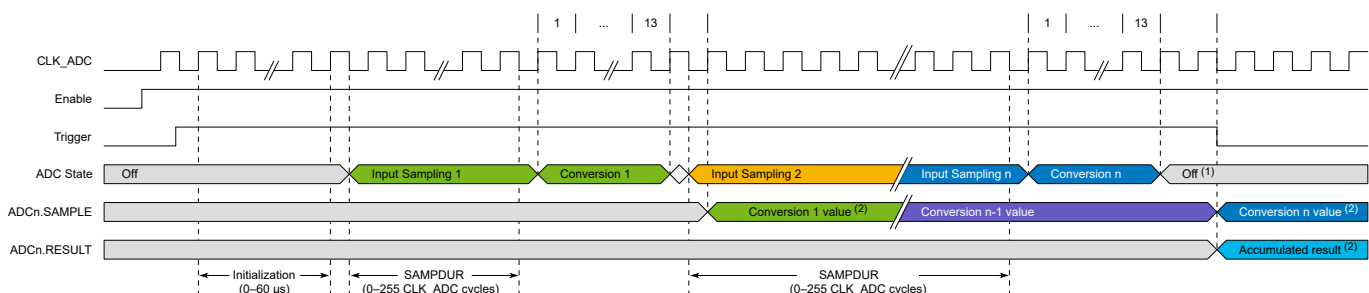 1 ... 13 1 ... 13
CLK_ADC
Enable
Trigger
ADC State Off Input Sampling 1 Conversion 1 Input Sampling 2 Input Sampling n Conversion n Off (1)
ADCn.SAMPLE Conversion 1 value (2) Conversion n-1 value Conversion n value (2)
ADCn.RESULT Accumulated result (2)
Initialization SAMPDUR SAMPDUR
(0–60 µs) (0–255 CLK_ADC cycles) (0–255 CLK_ADC cycles)